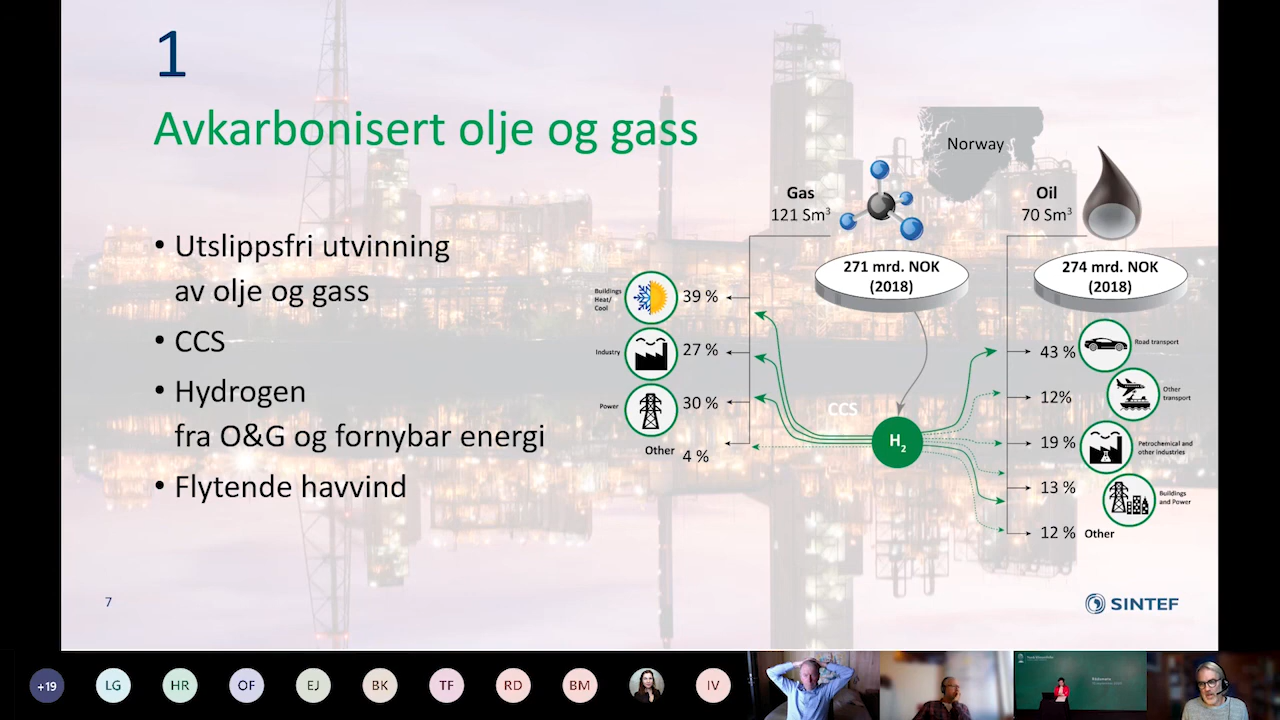 1
Avkarbonisert olje og gass
• Utslippsfri utvinning
av olje og gass
• CCS
• Hydrogen
fra O&G og fornybar energi
• Flytende havvind
Norway
Gas
121 Sm³
Oil
70 Sm³
271 mrd. NOK
(2018)
274 mrd. NOK
(2018)
Buildings
Heat/
Cool
39 %
Industry
27 %
Power
30 %
Other
4 %
CCS
H₂
43 %
Road transport
12%
Other
transport
19 %
Petrochemical and
other industries
13 %
Buildings
and Power
12 % Other
7
SINTEF
+19
LG
HR
OF
EJ
BK
TF
RD
BM
IV